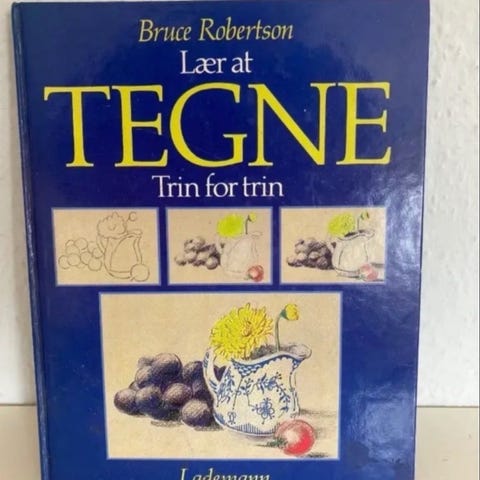 Bruce Robertson
Lær at
TEGNE
Trin for trin
Lademann